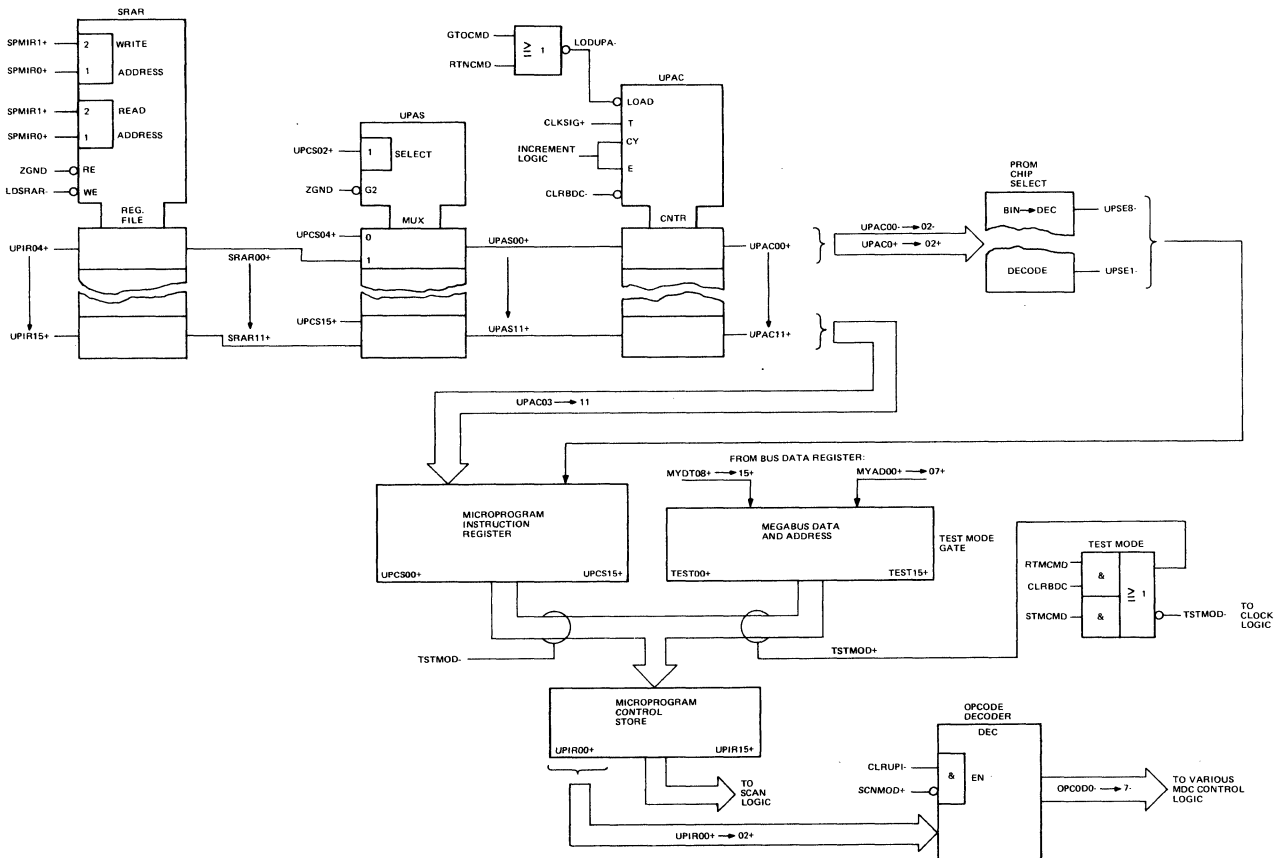 SRAR
SPMIR1+
2
WRITE
SPMIR0+
1
ADDRESS
SPMIR1+
2
READ
SPMIR0+
1
ADDRESS
ZGND
RE
LDSRAR-
WE
REG.
FILE
UPIR04+
UPIR15+
SRAR00+
SRAR11+
UPAS
UPCS02+
1
SELECT
ZGND
G2
MUX
UPCS04+
0
1
UPCS15+
UPAS00+
UPAS11+
GTOCMD
RTNCMD
≥ 1
LODUPA-
UPAC
LOAD
CLKSIG+
T
INCREMENT
LOGIC
CY
E
CLRBDC-
CNTR
UPAC00+
UPAC11+
UPAC00- → 02-
UPAC0+ → 02+
PROM
CHIP
SELECT
BIN → DEC
DECODE
UPSE8-
UPSE1-
UPAC03 → 11
FROM BUS DATA REGISTER:
MYDT08+ → 15+
MYAD00+ → 07+
MICROPROGRAM
INSTRUCTION
REGISTER
UPCS00+
UPCS15+
MEGABUS DATA
AND ADDRESS
TEST00+
TEST15+
TEST MODE
GATE
TEST MODE
RTMCMD
&
CLRBDC
STMCMD
&
≥ 1
TSTMOD-
TO
CLOCK
LOGIC
TSTMOD-
TSTMOD+
MICROPROGRAM
CONTROL
STORE
UPIR00+
UPIR15+
TO
SCAN
LOGIC
UPIR00+ → 02+
OPCODE
DECODER
DEC
CLRUPI-
&
EN
SCNMOD+
OPCOD0- → 7-
TO VARIOUS
MDC CONTROL
LOGIC